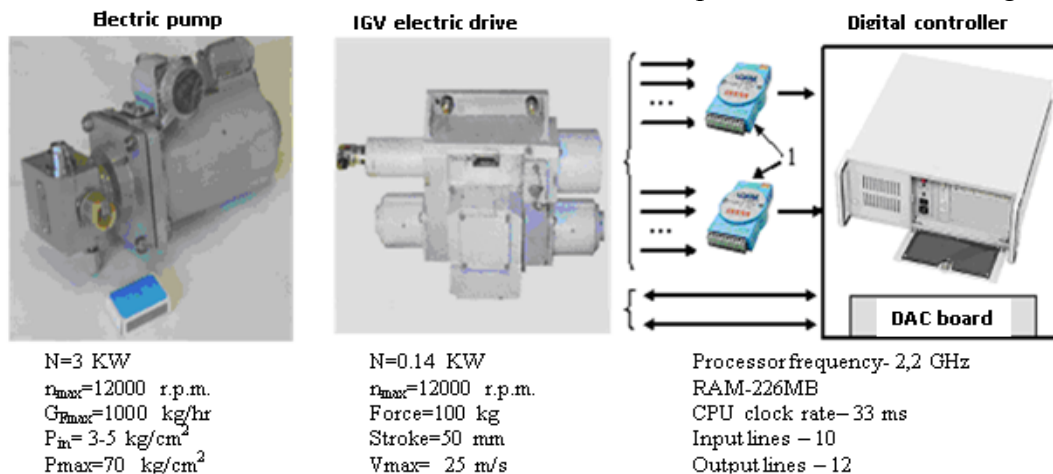 Electric pump
IGV electric drive
Digital controller
...
1
...
DAC board
N=3 KW
nmax=12000 r.p.m.
GFmax=1000 kg/hr
Pin= 3-5 kg/cm2
Pmax=70 kg/cm2
N=0.14 KW
nmax=12000 r.p.m.
Force=100 kg
Stroke=50 mm
Vmax= 25 m/s
Processor frequency- 2,2 GHz
RAM-226MB
CPU clock rate– 33 ms
Input lines – 10
Output lines – 12